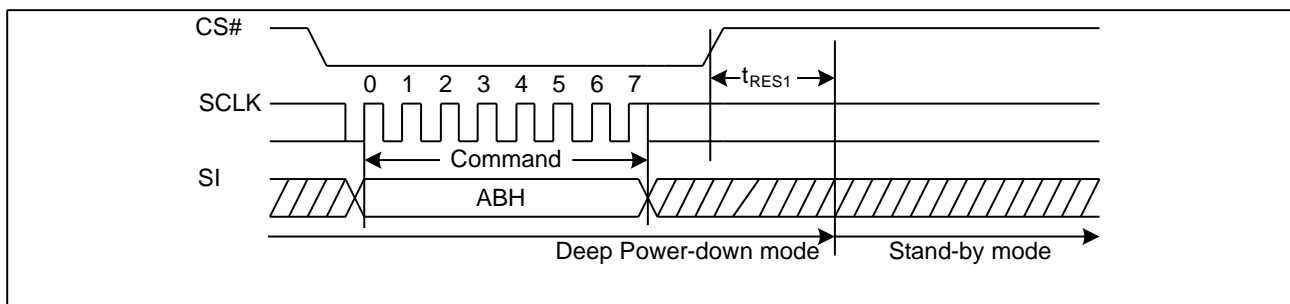 CS#
tRES1
0 1 2 3 4 5 6 7
SCLK
Command
SI
ABH
Deep Power-down mode Stand-by mode